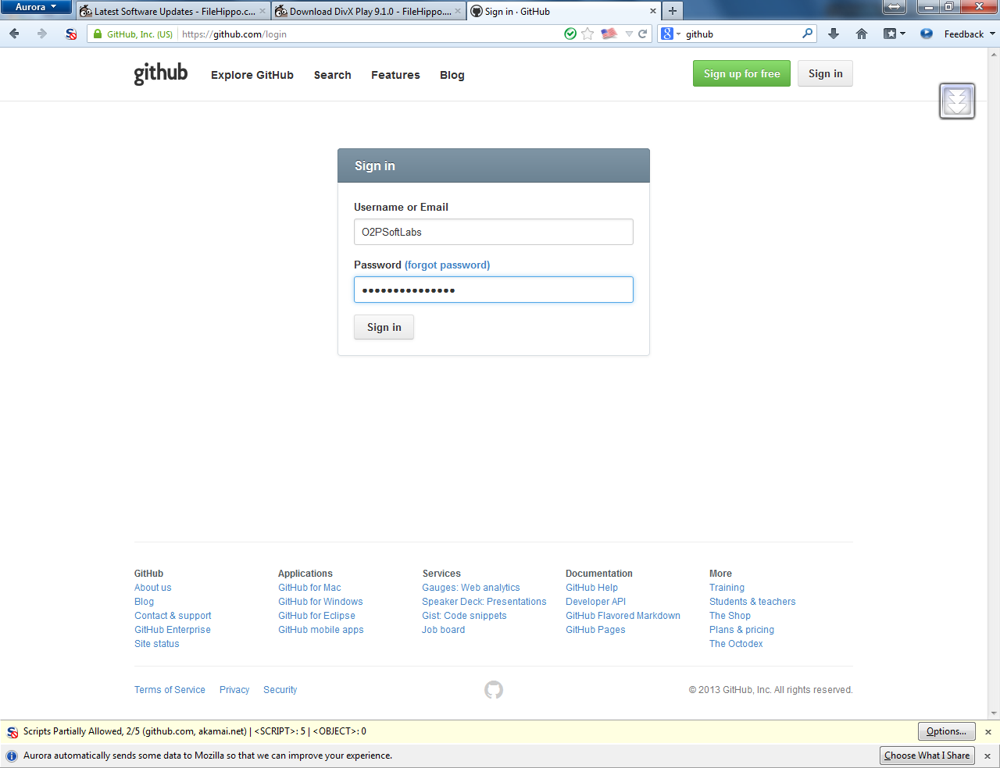 Aurora
Latest Software Updates - FileHippo.c...
Download DivX Play 9.1.0 - FileHippo....
Sign in · GitHub
GitHub, Inc. (US)
https://github.com/login
github
Feedback
github
Explore GitHub
Search
Features
Blog
Sign up for free
Sign in
Sign in
Username or Email
O2PSoftLabs
Password (forgot password)
•••••••••••••••
Sign in
GitHub
About us
Blog
Contact & support
GitHub Enterprise
Site status
Applications
GitHub for Mac
GitHub for Windows
GitHub for Eclipse
GitHub mobile apps
Services
Gauges: Web analytics
Speaker Deck: Presentations
Gist: Code snippets
Job board
Documentation
GitHub Help
Developer API
GitHub Flavored Markdown
GitHub Pages
More
Training
Students & teachers
The Shop
Plans & pricing
The Octodex
Terms of Service
Privacy
Security
© 2013 GitHub, Inc. All rights reserved.
Scripts Partially Allowed, 2/5 (github.com, akamai.net) | <SCRIPT>: 5 | <OBJECT>: 0
Options...
Aurora automatically sends some data to Mozilla so that we can improve your experience.
Choose What I Share